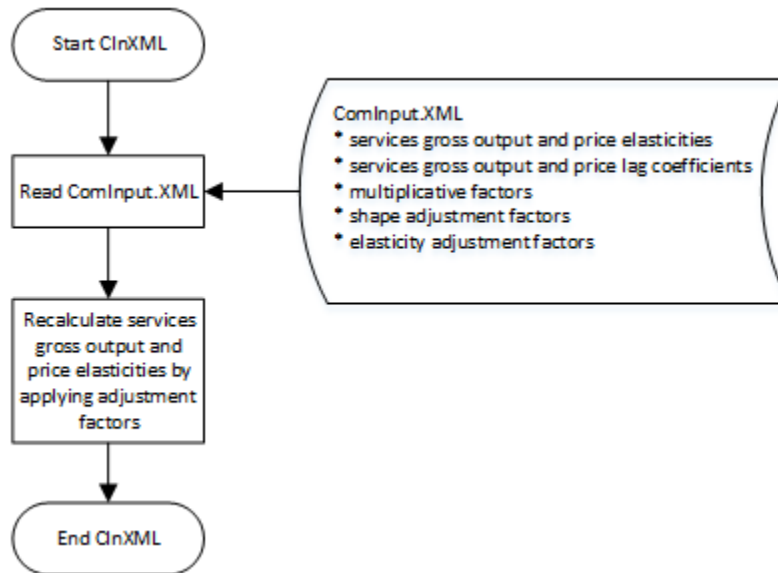 Start CInXML
Read ComInput.XML
ComInput.XML
* services gross output and price elasticities
* services gross output and price lag coefficients
* multiplicative factors
* shape adjustment factors
* elasticity adjustment factors
Recalculate services
gross output and
price elasticities by
applying adjustment
factors
End CInXML